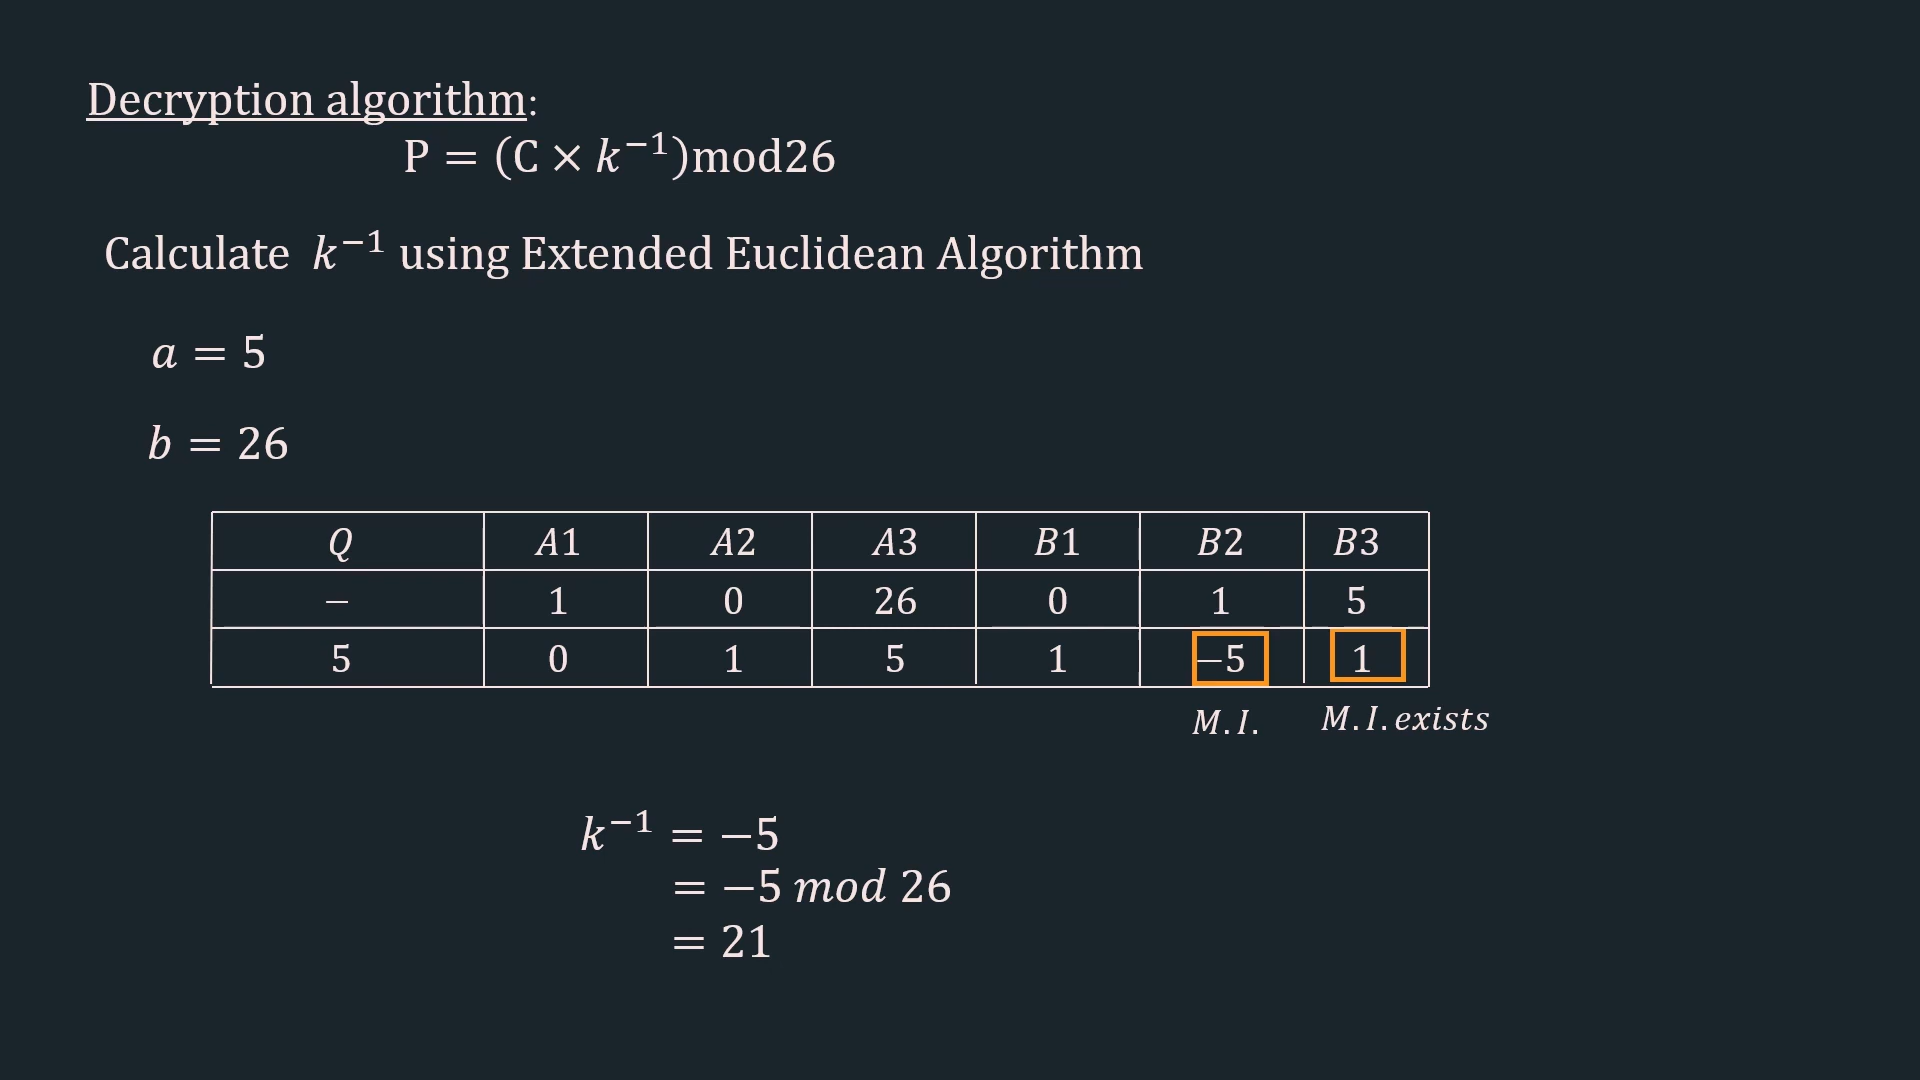 Decryption algorithm:
P = (C × k⁻¹)mod26
Calculate k⁻¹ using Extended Euclidean Algorithm
a = 5
b = 26
Q A1 A2 A3 B1 B2 B3
− 1 0 26 0 1 5
5 0 1 5 1 −5 1
M.I. M.I.exists
k⁻¹ = −5
= −5 mod 26
= 21